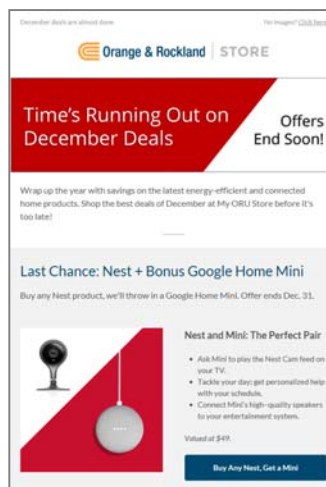 December deals are almost done
No images? Click here
Orange & Rockland STORE
Time's Running Out on
December Deals
Offers
End Soon!
Wrap up the year with savings on the latest energy-efficient and connected
home products. Shop the best deals of December at My ORU Store before it's
too late!
Last Chance: Nest + Bonus Google Home Mini
Buy any Nest product, we'll throw in a Google Home Mini. Offer ends Dec. 31.
Nest and Mini: The Perfect Pair
• Ask Mini to play the Nest Cam feed on
your TV.
• Tackle your day; get personalized help
with your schedule.
• Connect Mini's high-quality speakers
to your entertainment system.
Valued at $49.
Buy Any Nest, Get a Mini